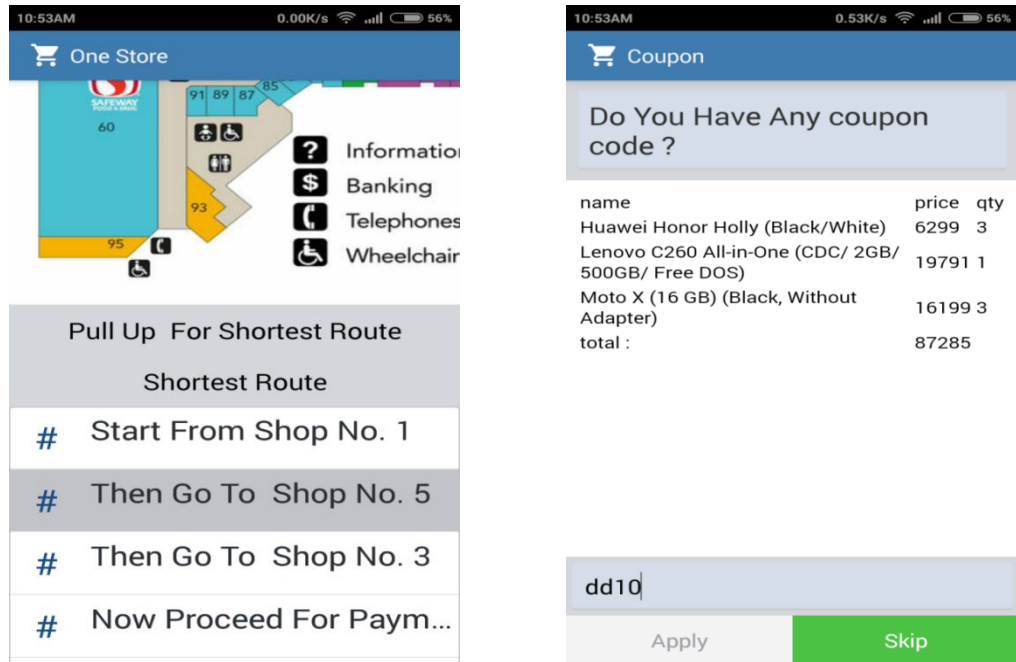 10:53AM 0.00K/s 56%
One Store
SAFEWAY
FOOD & DRUG
60
91 89 87 85
93
95
? Informatio
$ Banking
Telephones
Wheelchair
Pull Up For Shortest Route
Shortest Route
# Start From Shop No. 1
# Then Go To Shop No. 5
# Then Go To Shop No. 3
# Now Proceed For Paym...
10:53AM 0.53K/s 56%
Coupon
Do You Have Any coupon
code ?
name price qty
Huawei Honor Holly (Black/White) 6299 3
Lenovo C260 All-in-One (CDC/ 2GB/
500GB/ Free DOS) 19791 1
Moto X (16 GB) (Black, Without
Adapter) 16199 3
total : 87285
dd10
Apply Skip